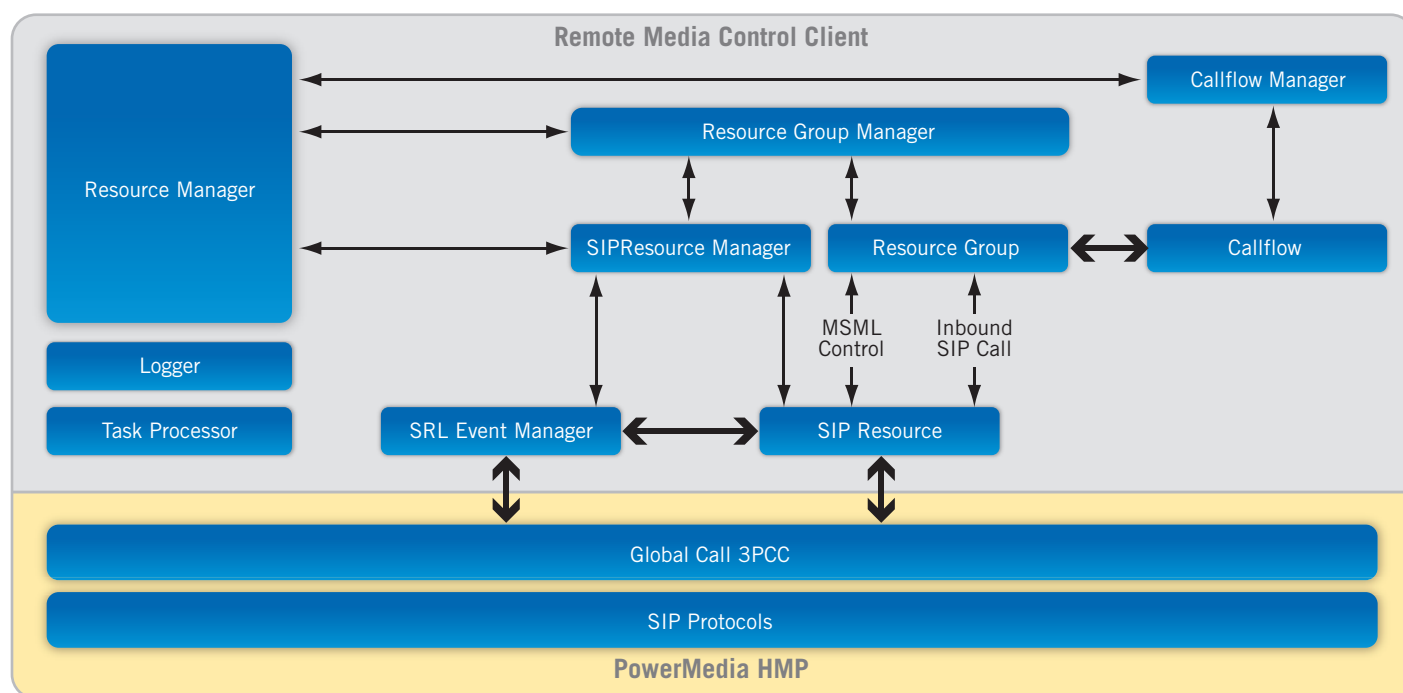 Remote Media Control Client
Resource Manager
Callflow Manager
Resource Group Manager
SIPResource Manager
Resource Group
Callflow
MSML
Control
Inbound
SIP Call
Logger
Task Processor
SRL Event Manager
SIP Resource
Global Call 3PCC
SIP Protocols
PowerMedia HMP